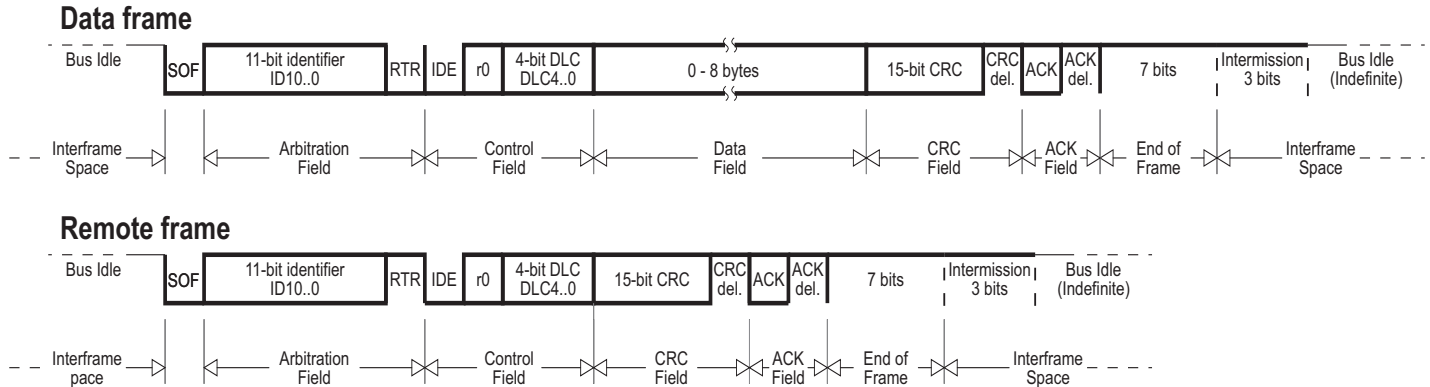 Data frame
Bus Idle
SOF
11-bit identifier
ID10..0
RTR
IDE
r0
4-bit DLC
DLC4..0
0 - 8 bytes
15-bit CRC
CRC
del.
ACK
ACK
del.
7 bits
Intermission
3 bits
Bus Idle
(Indefinite)
Interframe
Space
Arbitration
Field
Control
Field
Data
Field
CRC
Field
ACK
Field
End of
Frame
Interframe
Space
Remote frame
Bus Idle
SOF
11-bit identifier
ID10..0
RTR
IDE
r0
4-bit DLC
DLC4..0
15-bit CRC
CRC
del.
ACK
ACK
del.
7 bits
Intermission
3 bits
Bus Idle
(Indefinite)
Interframe
pace
Arbitration
Field
Control
Field
CRC
Field
ACK
Field
End of
Frame
Interframe
Space